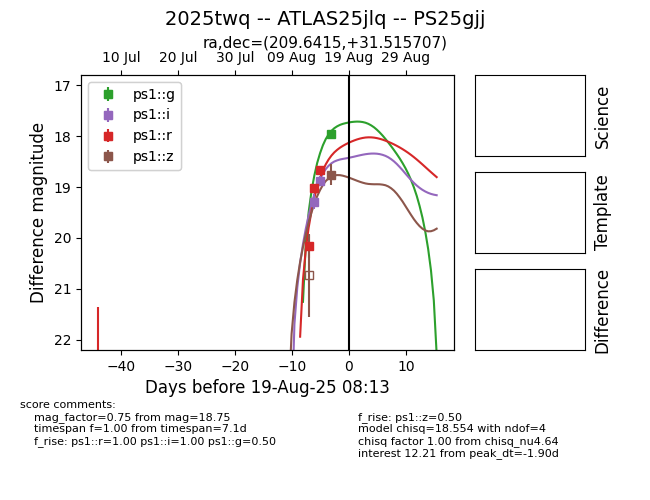 2025twq -- ATLAS25jlq -- PS25gjj
ra,dec=(209.6415,+31.515707)
10 Jul 20 Jul 30 Jul 09 Aug 19 Aug 29 Aug
ps1::g
ps1::i
ps1::r
ps1::z
17
18
19
20
21
22
Difference magnitude
−40 −30 −20 −10 0 10
Days before 19-Aug-25 08:13
Science
Template
Difference
score comments:
mag_factor=0.75 from mag=18.75
timespan f=1.00 from timespan=7.1d
f_rise: ps1::r=1.00 ps1::i=1.00 ps1::g=0.50
f_rise: ps1::z=0.50
model chisq=18.554 with ndof=4
chisq factor 1.00 from chisq_nu4.64
interest 12.21 from peak_dt=-1.90d